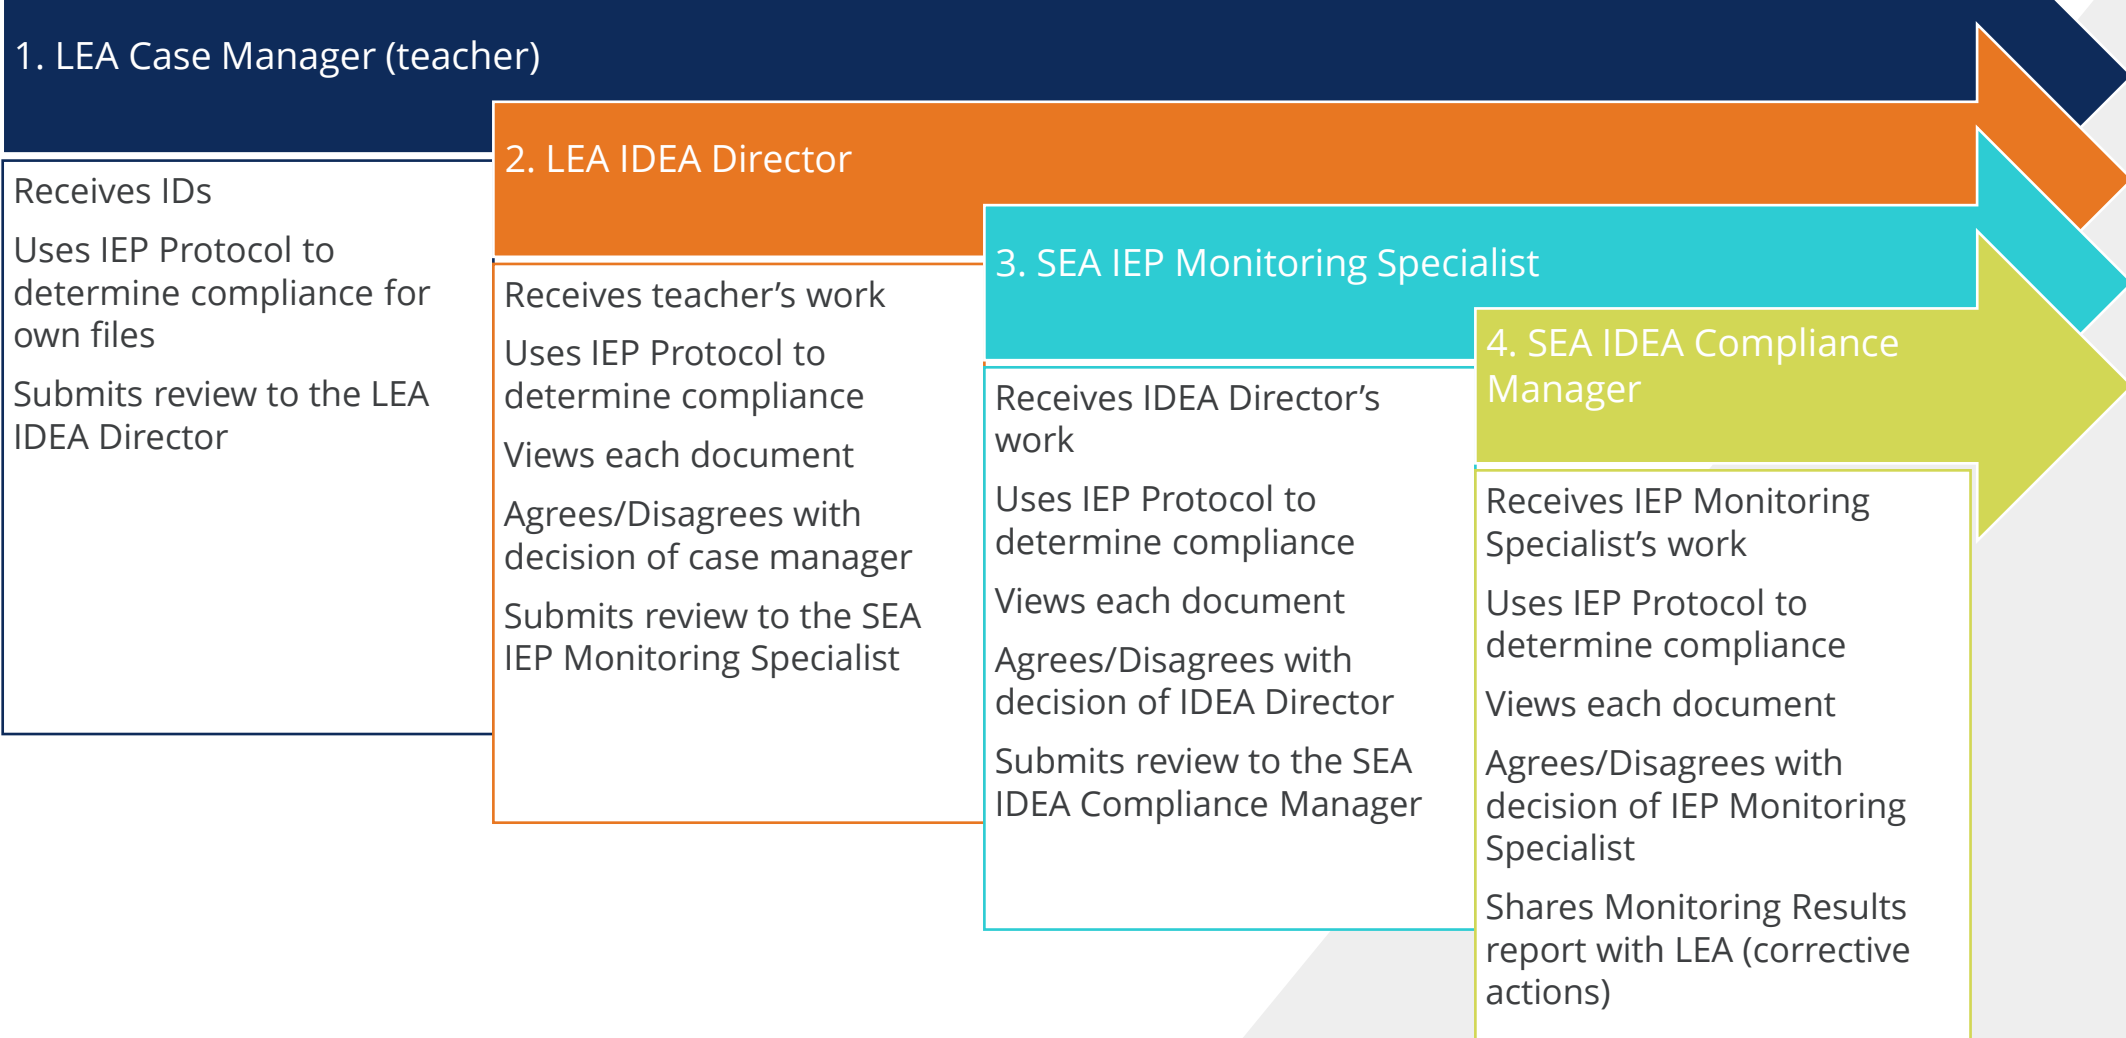 1. LEA Case Manager (teacher)
Receives IDs
Uses IEP Protocol to
determine compliance for
own files
Submits review to the LEA
IDEA Director
2. LEA IDEA Director
Receives teacher’s work
Uses IEP Protocol to
determine compliance
Views each document
Agrees/Disagrees with
decision of case manager
Submits review to the SEA
IEP Monitoring Specialist
3. SEA IEP Monitoring Specialist
Receives IDEA Director’s
work
Uses IEP Protocol to
determine compliance
Views each document
Agrees/Disagrees with
decision of IDEA Director
Submits review to the SEA
IDEA Compliance Manager
4. SEA IDEA Compliance
Manager
Receives IEP Monitoring
Specialist’s work
Uses IEP Protocol to
determine compliance
Views each document
Agrees/Disagrees with
decision of IEP Monitoring
Specialist
Shares Monitoring Results
report with LEA (corrective
actions)